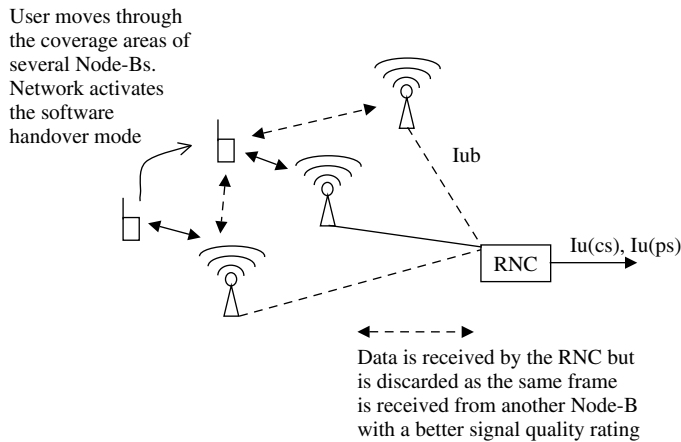 User moves through
the coverage areas of
several Node-Bs.
Network activates
the software
handover mode
Iub
Iu(cs), Iu(ps)
RNC
Data is received by the RNC but
is discarded as the same frame
is received from another Node-B
with a better signal quality rating